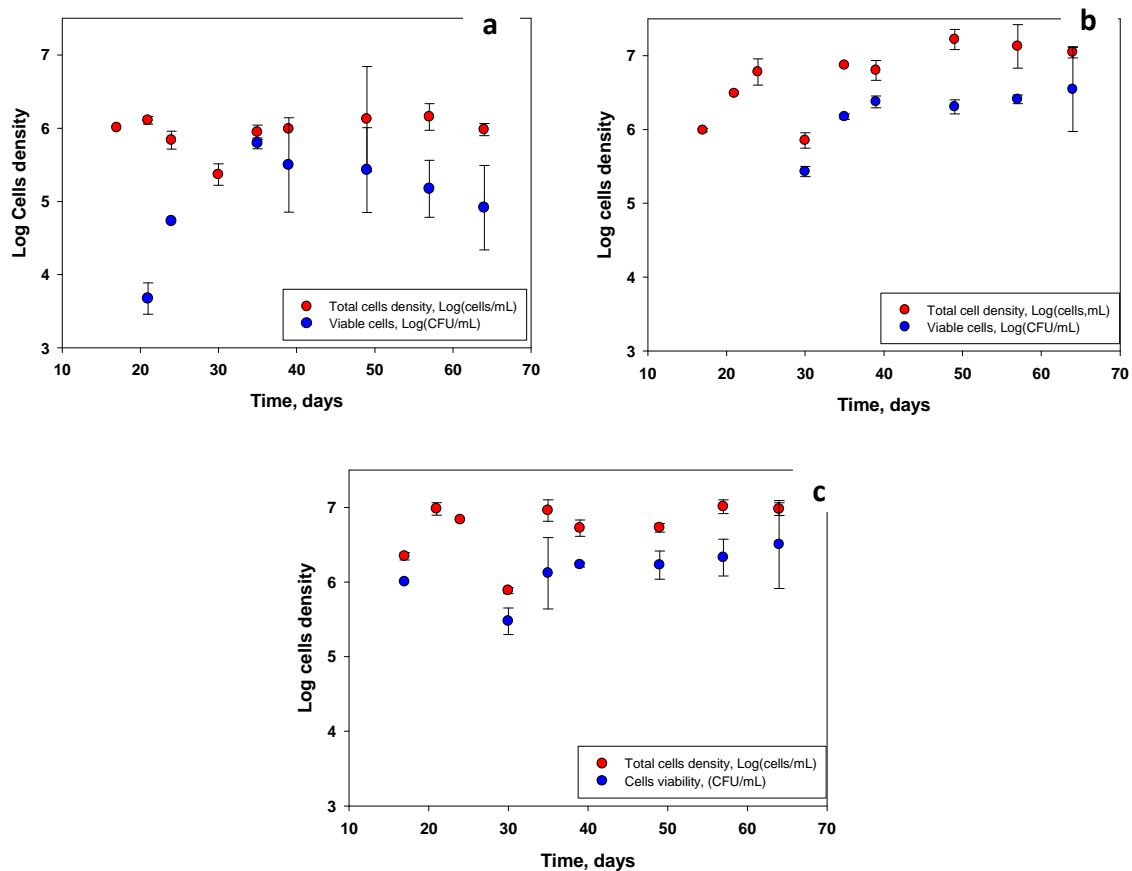 a
7
6
5
4
3
Log Cells density
Total cells density, Log(cells/mL)
Viable cells, Log(CFU/mL)
10 20 30 40 50 60 70
Time, days
b
7
6
5
4
3
Log cells density
Total cell density, Log(cells,mL)
Viable cells, Log(CFU/mL)
10 20 30 40 50 60 70
Time, days
c
7
6
5
4
3
Log cells density
Total cells density, Log(cells/mL)
Cells viability, (CFU/mL)
10 20 30 40 50 60 70
Time, days